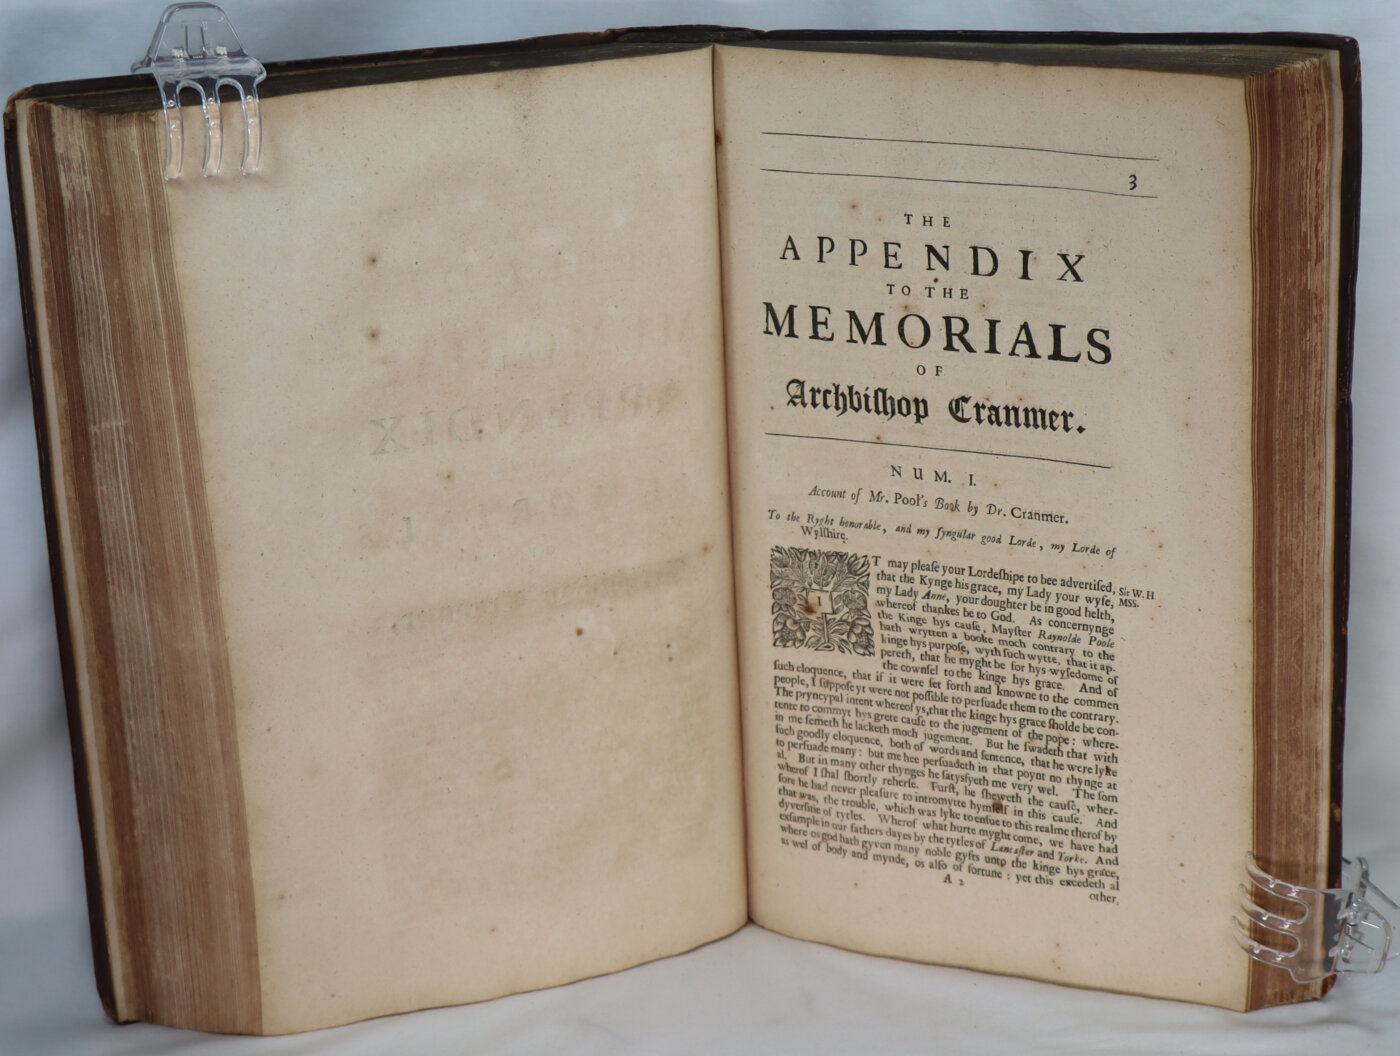 3
THE
APPENDIX
TO THE
MEMORIALS
OF
Archbiſhop Cranmer.
NUM. I.
Account of Mr. Pool's Book by Dr. Cranmer.
To the Ryght honorable, and my ſyngular good Lorde, my Lorde of
Wylſhire.
IT may pleaſe your Lordeſhipe to bee advertiſed,
that the Kynge his grace, my Lady your wyfe,
my Lady Anne, your daughter be in good helth,
whereof thankes be to God. As concernynge
the Kinge hys cauſe, Mayſter Raynolde Poole
hath wrytten a booke moch contrary to the
kinge hys purpoſe, wyth ſuch wytte, that it ap-
pereth, that he myght be for hys wyſedome of
the cownſel to the kinge hys grace. And of
ſuch eloquence, that if it were ſet forth and knowne to the commen
people, I ſuppoſe yt were not poſſible to perſuade them to the contrary.
The pryncypal intent whereof ys, that the kinge hys grace ſholde be con-
tente to commyt hys grete cauſe to the jugement of the pope: where-
in me ſemeth he lacketh moch jugement. But he ſwadeth that with
ſuch goodly eloquence, both of words and ſentence, that he were lyke
to perſuade many: but me hee perſuadeth in that poynt no thynge at
al. But in many other thynges he ſatysfyeth me very wel. The ſom
wherof I ſhal ſhortly reherſe. Furſt, he ſheweth the cauſe, wher-
fore he had never pleaſure to intromytte hymſelf in this cauſe. And
that was, the trouble, which was lyke to enſue to this realme therof by
dyverſitie of tytles. Wherof what hurte myght come, we have had
exſample in our fathers dayes by the tytles of Lancaſter and Yorke. And
where os god hath gyven many noble gyfts unto the kinge hys grace,
as wel of body and mynde, os alſo of fortune: yet this excedeth al
A 2
other,
Sir W. H.
MSS.
APPENDIX